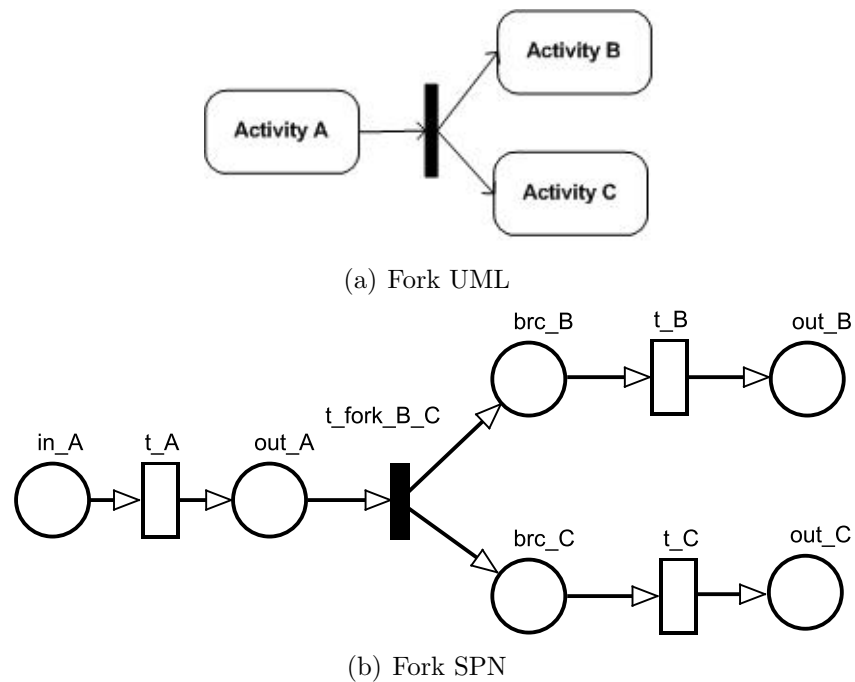 Activity B
Activity A
Activity C
(a) Fork UML
brc_B t_B out_B
t_fork_B_C
in_A t_A out_A
brc_C t_C out_C
(b) Fork SPN